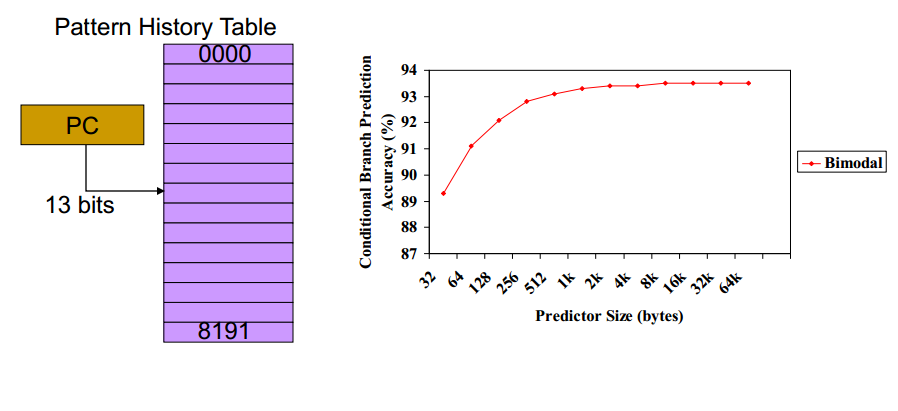 Pattern History Table
0000
PC
13 bits
8191
Conditional Branch Prediction
Accuracy (%)
94
93
92
91
90
89
88
87
32
64
128
256
512
1k
2k
4k
8k
16k
32k
64k
Predictor Size (bytes)
Bimodal